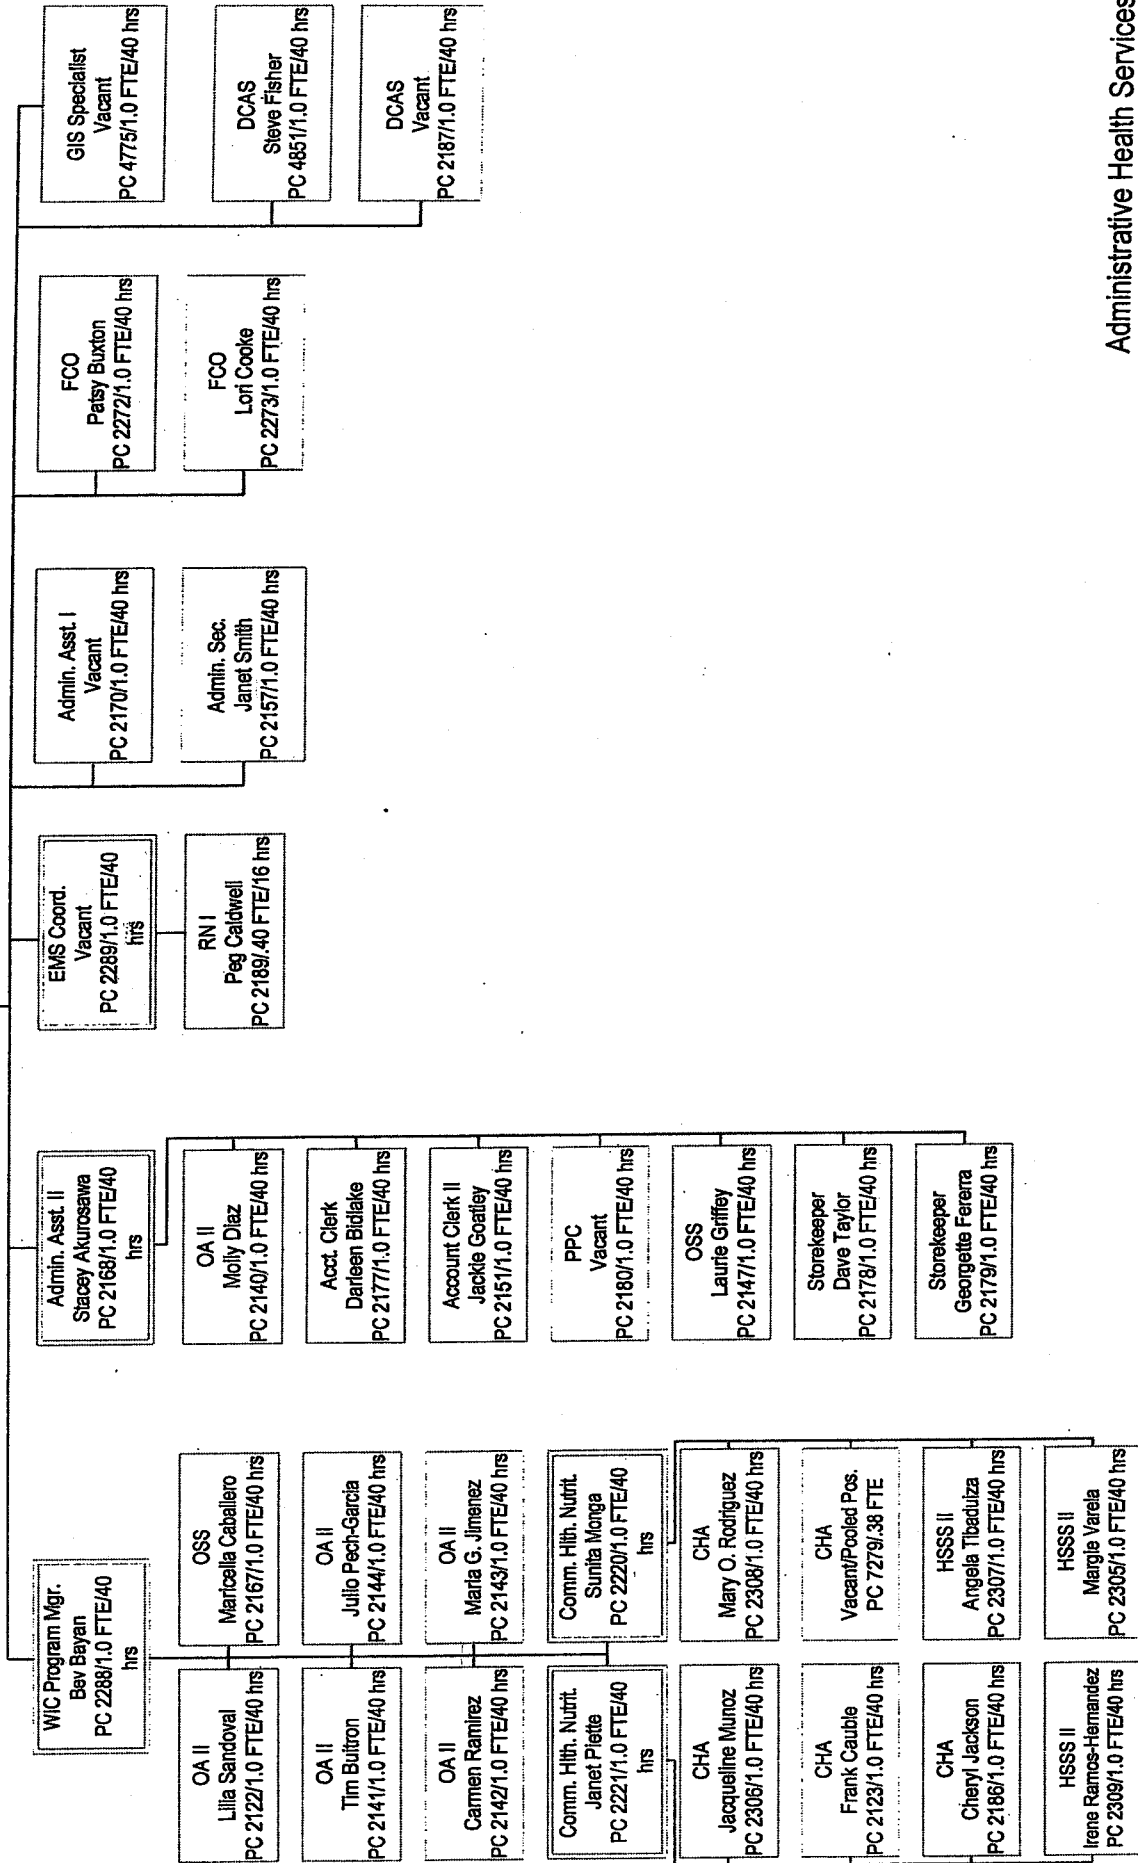 WIC Program Mgr.
Bev Bayan
PC 2288/1.0 FTE/40
hrs
OA II
Lilia Sandoval
PC 2122/1.0 FTE/40 hrs
OSS
Maricella Caballero
PC 2167/1.0 FTE/40 hrs
OA II
Tim Buitron
PC 2141/1.0 FTE/40 hrs
OA II
Julio Pech-Garcia
PC 2144/1.0 FTE/40 hrs
OA II
Carmen Ramirez
PC 2142/1.0 FTE/40 hrs
OA II
Maria G. Jimenez
PC 2143/1.0 FTE/40 hrs
Comm. Hlth. Nutrit.
Janet Piette
PC 2221/1.0 FTE/40
hrs
Comm. Hlth. Nutrit.
Sunita Monga
PC 2220/1.0 FTE/40
hrs
CHA
Jacqueline Munoz
PC 2306/1.0 FTE/40 hrs
CHA
Mary O. Rodriguez
PC 2308/1.0 FTE/40 hrs
CHA
Frank Cauble
PC 2123/1.0 FTE/40 hrs
CHA
Vacant/Pooled Pos.
PC 7279/.38 FTE
CHA
Cheryl Jackson
PC 2186/1.0 FTE/40 hrs
HSSS II
Angela Tibaduiza
PC 2307/1.0 FTE/40 hrs
HSSS II
Irene Ramos-Hernandez
PC 2309/1.0 FTE/40 hrs
HSSS II
Margie Varela
PC 2305/1.0 FTE/40 hrs
Admin. Asst. II
Stacey Akurosawa
PC 2168/1.0 FTE/40
hrs
OA II
Molly Diaz
PC 2140/1.0 FTE/40 hrs
Acct. Clerk
Darleen Bidlake
PC 2177/1.0 FTE/40 hrs
Account Clerk II
Jackie Goatley
PC 2151/1.0 FTE/40 hrs
PPC
Vacant
PC 2180/1.0 FTE/40 hrs
OSS
Laurie Griffey
PC 2147/1.0 FTE/40 hrs
Storekeeper
Dave Taylor
PC 2178/1.0 FTE/40 hrs
Storekeeper
Georgette Fererra
PC 2179/1.0 FTE/40 hrs
EMS Coord.
Vacant
PC 2289/1.0 FTE/40
hrs
RN I
Peg Caldwell
PC 2189/.40 FTE/16 hrs
Admin. Asst. I
Vacant
PC 2170/1.0 FTE/40 hrs
Admin. Sec.
Janet Smith
PC 2157/1.0 FTE/40 hrs
FCO
Patsy Buxton
PC 2272/1.0 FTE/40 hrs
FCO
Lori Cooke
PC 2273/1.0 FTE/40 hrs
GIS Specialist
Vacant
PC 4775/1.0 FTE/40 hrs
DCAS
Steve Fisher
PC 4851/1.0 FTE/40 hrs
DCAS
Vacant
PC 2187/1.0 FTE/40 hrs
Administrative Health Services